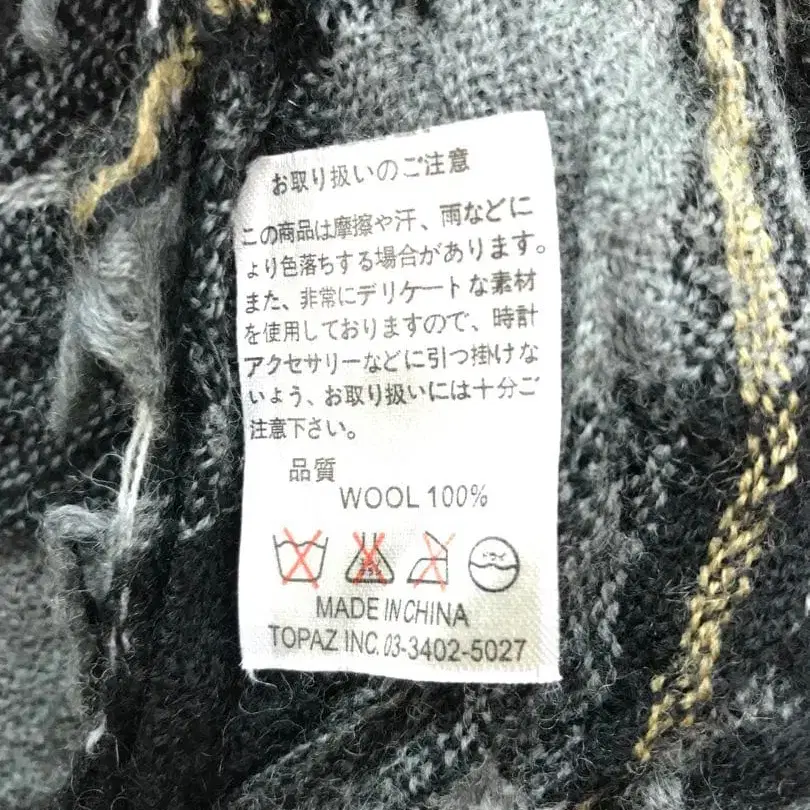 お取り扱いのご注意
この商品は摩擦や汗、雨などに
より色落ちする場合があります。
また、非常にデリケートな素材
を使用しておりますので、時計
アクセサリーなどに引つ掛けな
いよう、お取り扱いには十分ご
注意下さい。
品質
WOOL 100%
MADE IN CHINA
TOPAZ INC. 03-3402-5027